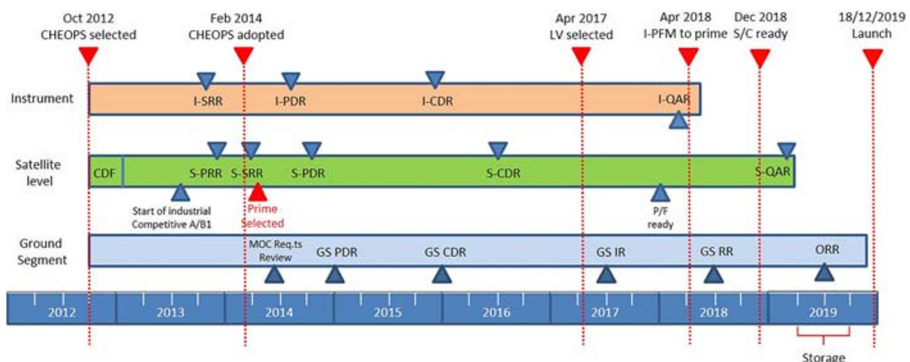 Oct 2012
CHEOPS selected
Feb 2014
CHEOPS adopted
Apr 2017
LV selected
Apr 2018
I-PFM to prime
Dec 2018
S/C ready
18/12/2019
Launch
Instrument
I-SRR
I-PDR
I-CDR
I-QAR
Satellite
level
CDF
S-PRR
S-SRR
S-PDR
S-CDR
S-QAR
Start of industrial
Competitive A/B1
Prime
Selected
P/F
ready
Ground
Segment
MOC Req.ts
Review
GS PDR
GS CDR
GS IR
GS RR
ORR
2012
2013
2014
2015
2016
2017
2018
2019
Storage